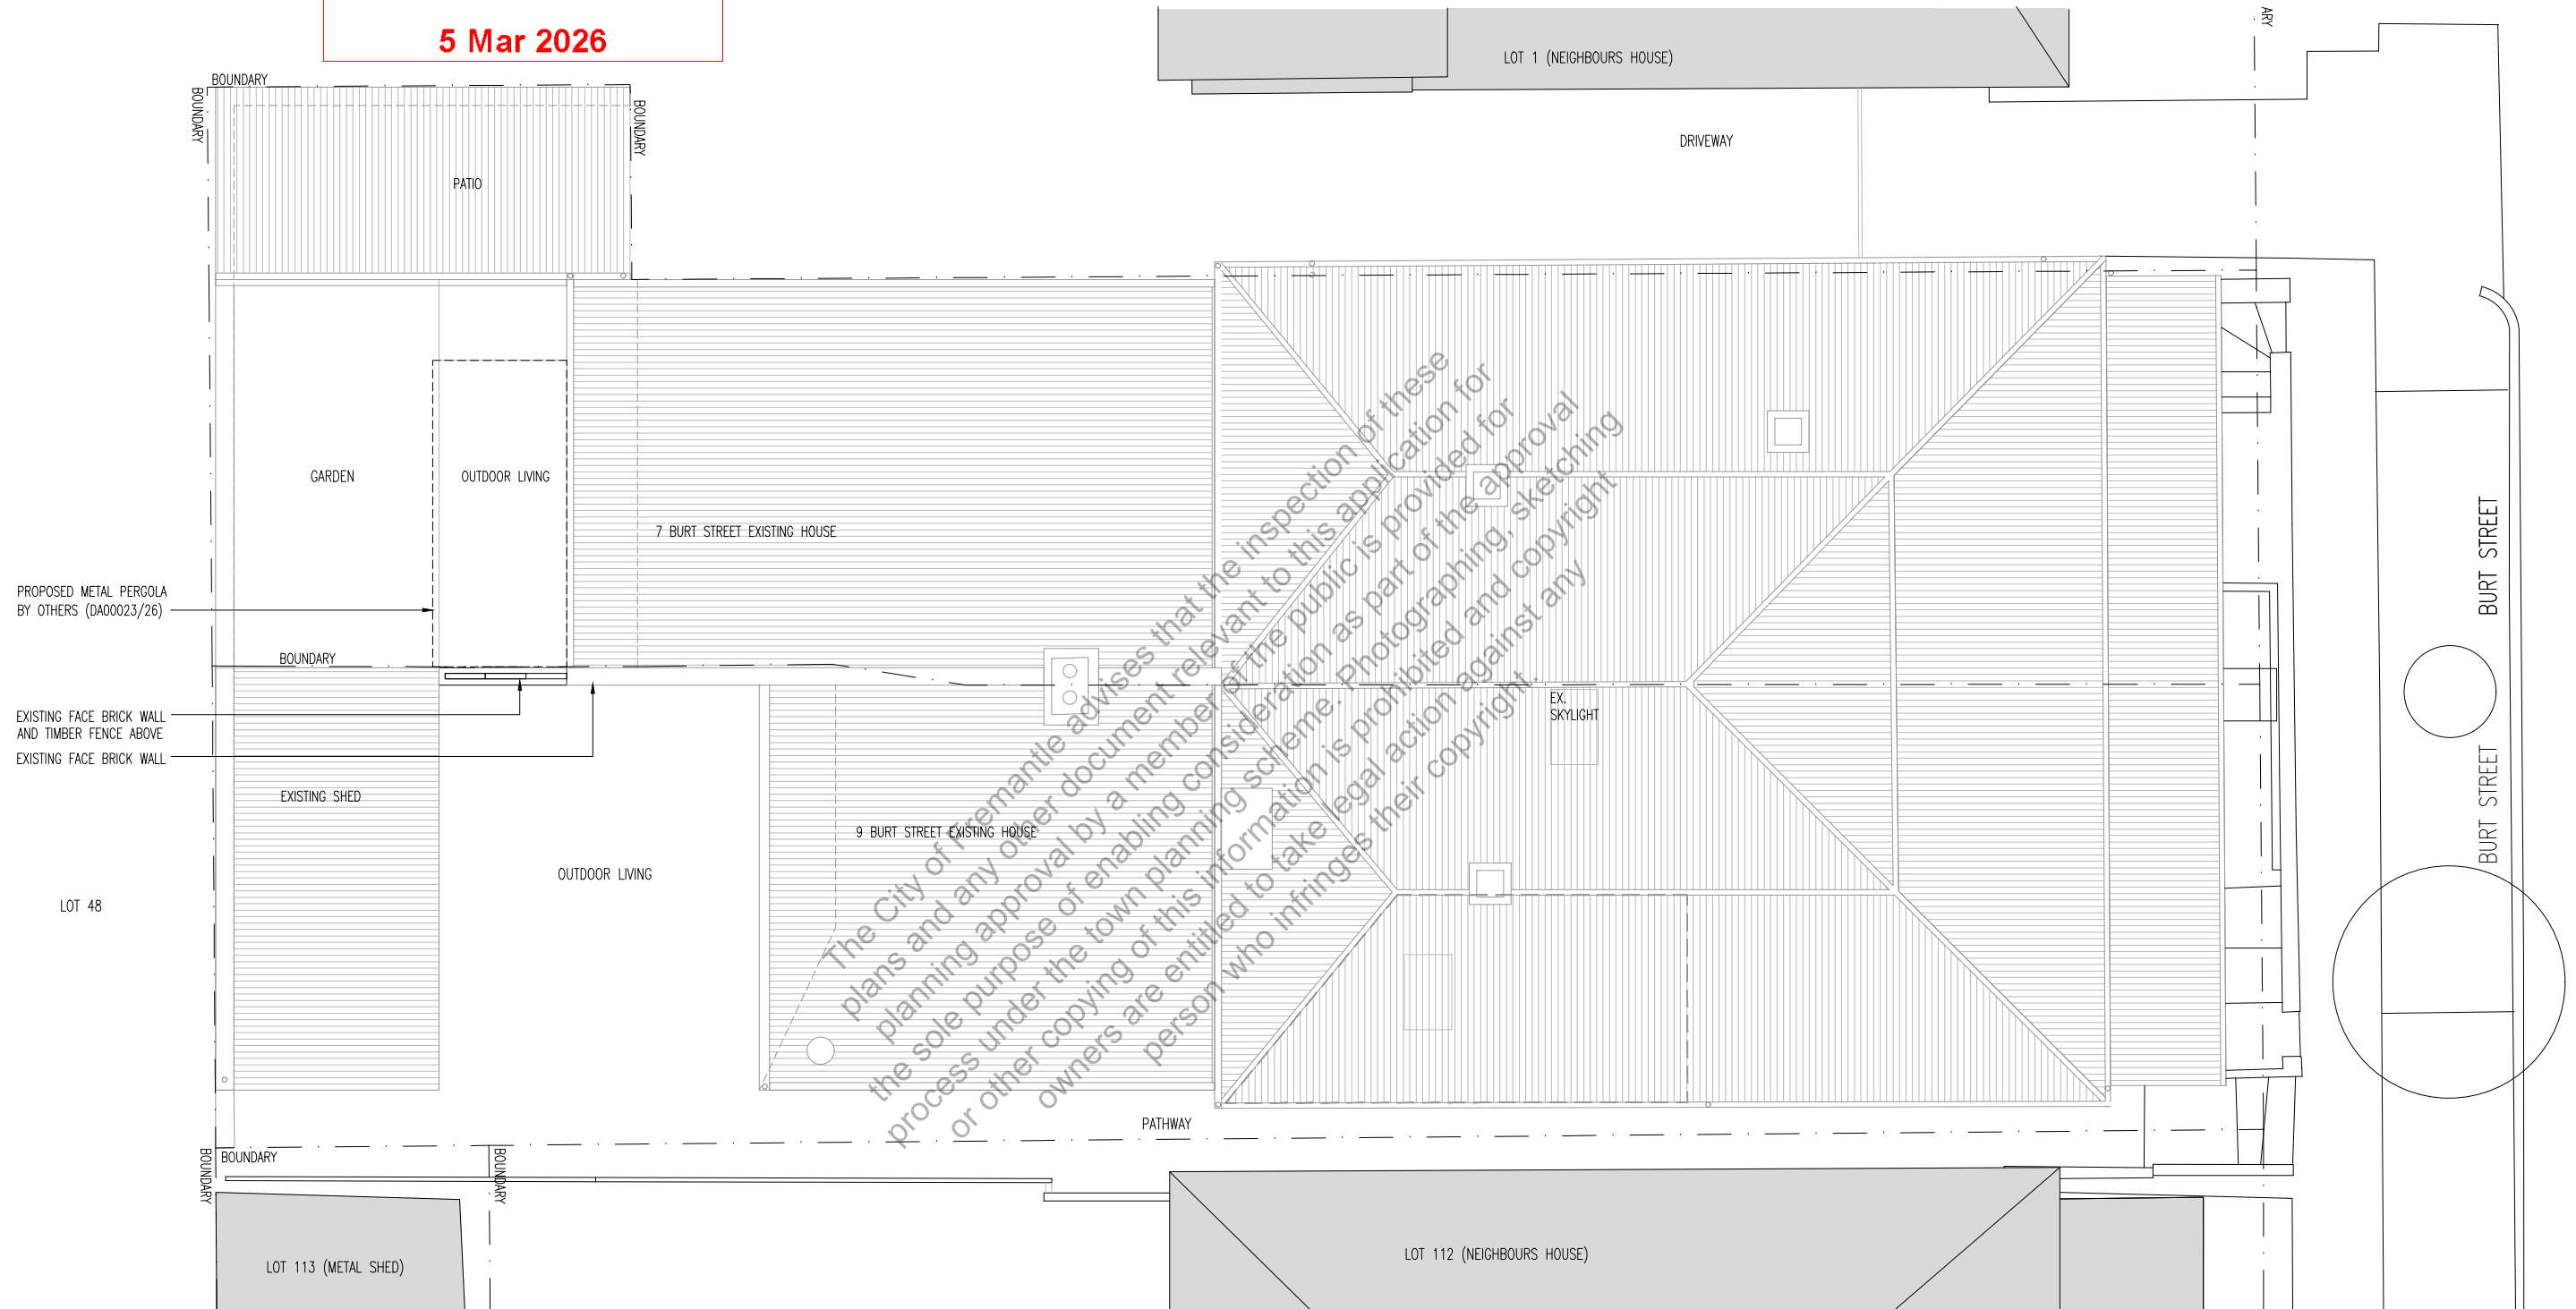 5 Mar 2026
ARY
BOUNDARY
BOUNDARY
BOUNDARY
LOT 1 (NEIGHBOURS HOUSE)
DRIVEWAY
PATIO
GARDEN
OUTDOOR LIVING
7 BURT STREET EXISTING HOUSE
BURT STREET
PROPOSED METAL PERGOLA
BY OTHERS (DA00023/26)
BOUNDARY
EXISTING FACE BRICK WALL
AND TIMBER FENCE ABOVE
EXISTING FACE BRICK WALL
EX.
SKYLIGHT
BURT STREET
EXISTING SHED
9 BURT STREET EXISTING HOUSE
OUTDOOR LIVING
LOT 48
The City of Fremantle advises that the inspection of these
plans and any other document relevant to this application for
planning approval by a member of the public is provided for
the sole purpose of enabling consideration as part of the approval
process under the town planning scheme. Photographing, sketching
or other copying of this information is prohibited and copyright
owners are entitled to take legal action against any
person who infringes their copyright.
PATHWAY
BOUNDARY
BOUNDARY
BOUNDARY
LOT 113 (METAL SHED)
LOT 112 (NEIGHBOURS HOUSE)